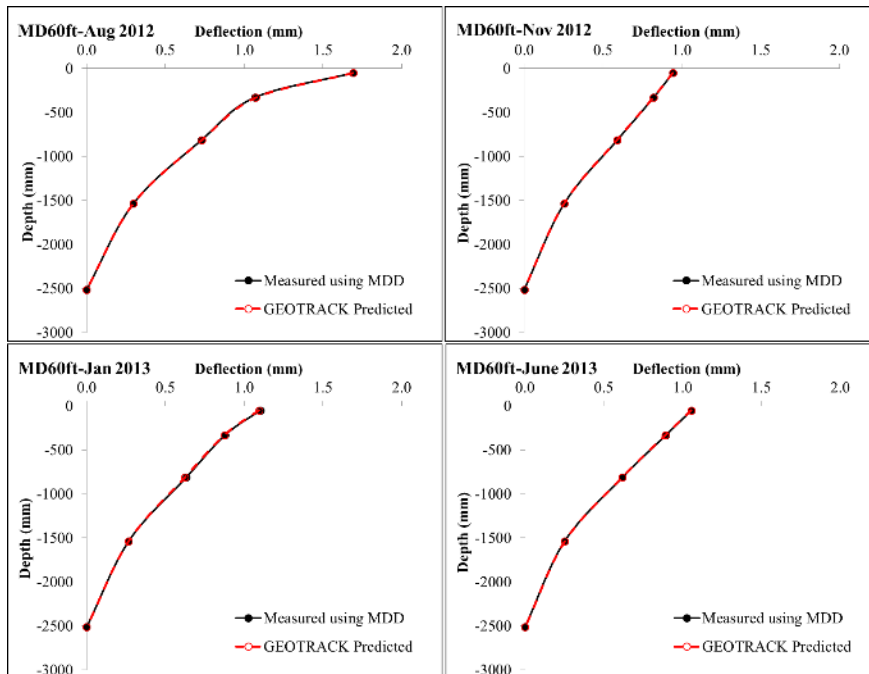 MD60ft-Aug 2012 Deflection (mm)
0.0 0.5 1.0 1.5 2.0
0
-500
-1000
-1500
-2000
-2500
-3000
Depth (mm)
Measured using MDD
GEOTRACK Predicted
MD60ft-Nov 2012 Deflection (mm)
0.0 0.5 1.0 1.5 2.0
0
-500
-1000
-1500
-2000
-2500
-3000
Depth (mm)
Measured using MDD
GEOTRACK Predicted
MD60ft-Jan 2013 Deflection (mm)
0.0 0.5 1.0 1.5 2.0
0
-500
-1000
-1500
-2000
-2500
-3000
Depth (mm)
Measured using MDD
GEOTRACK Predicted
MD60ft-June 2013 Deflection (mm)
0.0 0.5 1.0 1.5 2.0
0
-500
-1000
-1500
-2000
-2500
-3000
Depth (mm)
Measured using MDD
GEOTRACK Predicted